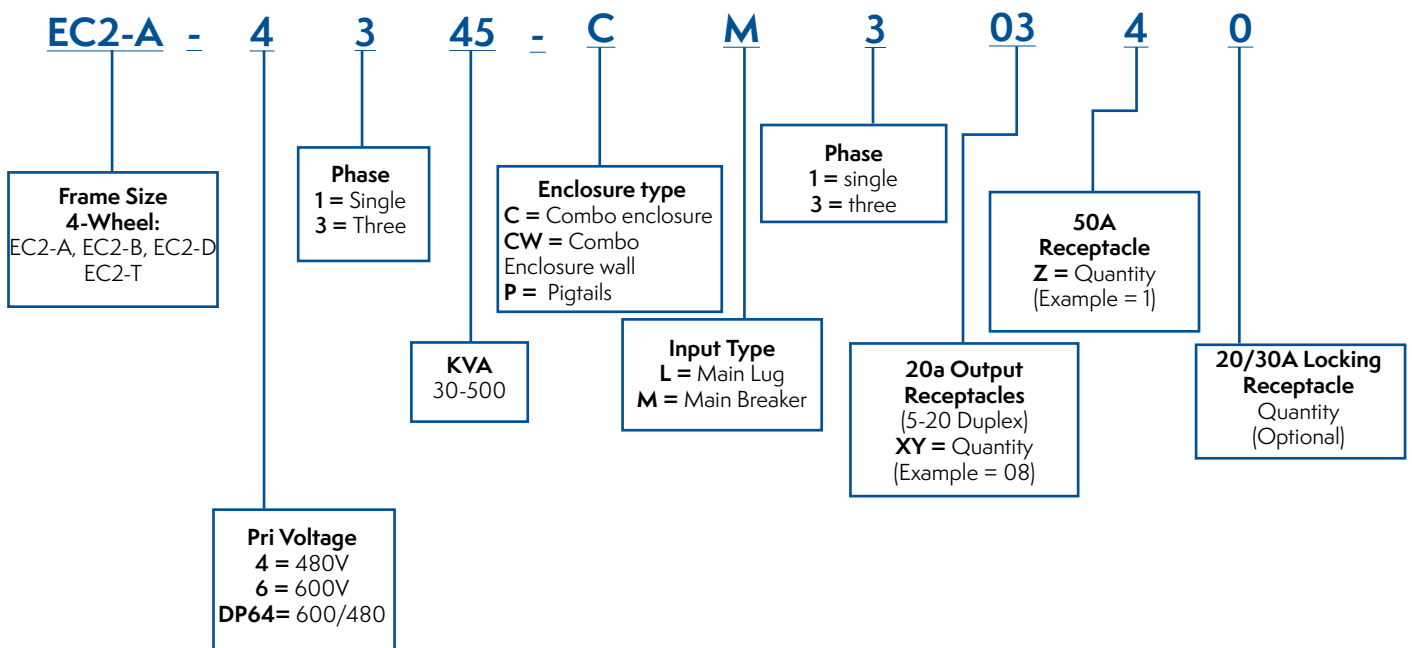 EC2-A - 4 3 45 - C M 3 03 4 0
Frame Size
4-Wheel:
EC2-A, EC2-B, EC2-D
EC2-T
Pri Voltage
4 = 480V
6 = 600V
DP64= 600/480
Phase
1 = Single
3 = Three
KVA
30-500
Enclosure type
C = Combo enclosure
CW = Combo
Enclosure wall
P = Pigtails
Input Type
L = Main Lug
M = Main Breaker
Phase
1 = single
3 = three
20a Output
Receptacles
(5-20 Duplex)
XY = Quantity
(Example = 08)
50A
Receptacle
Z = Quantity
(Example = 1)
20/30A Locking
Receptacle
Quantity
(Optional)